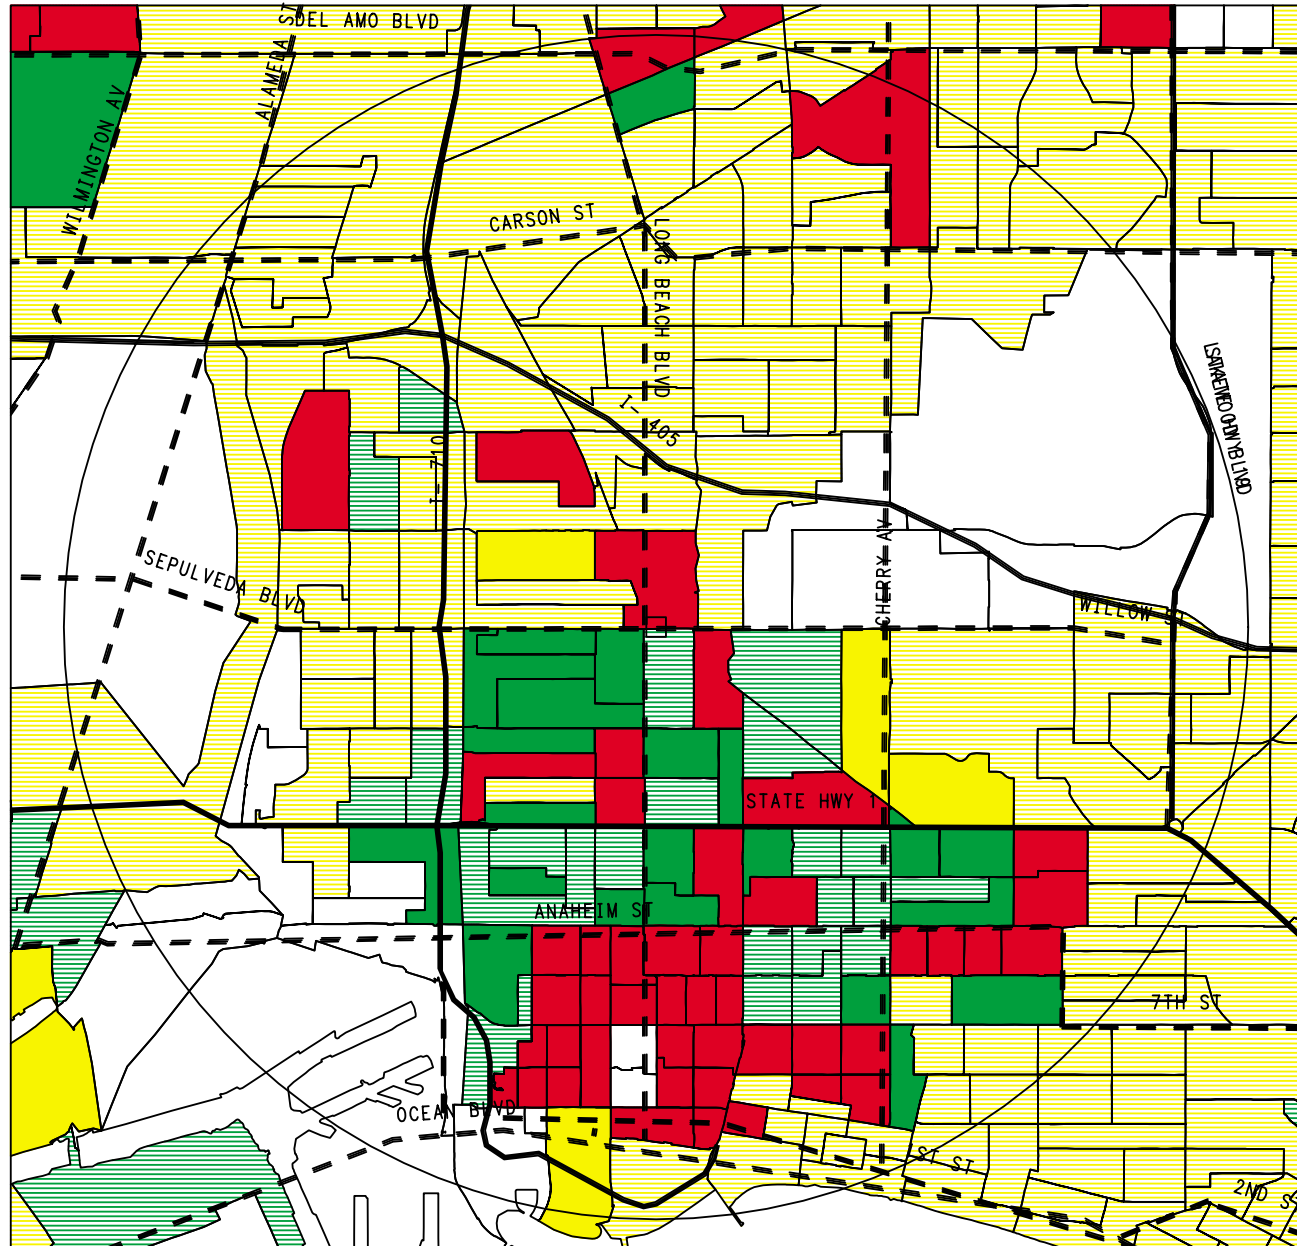 DEL AMO BLVD
ALAMEDA ST
WILMINGTON AV
CARSON ST
LONG BEACH BLVD
I- 405
I- 710
SEPULVEDA BLVD
CHERRY AV
WILLOW ST
STATE HWY 1
ANAHEIM ST
7TH ST
OCEAN BLVD
ST ST
2ND S